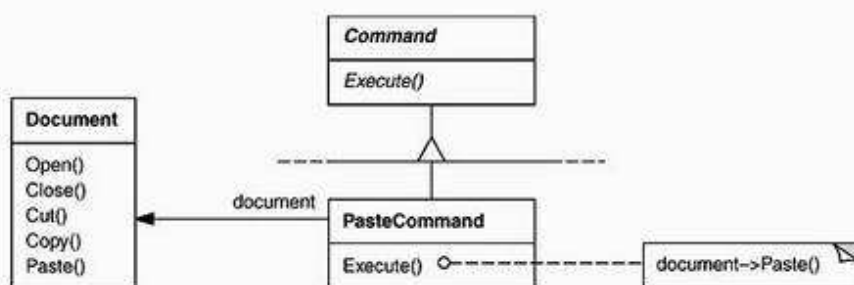 Command
Execute()
Document
Open()
Close()
Cut()
Copy()
Paste()
document
PasteCommand
Execute()
document->Paste()